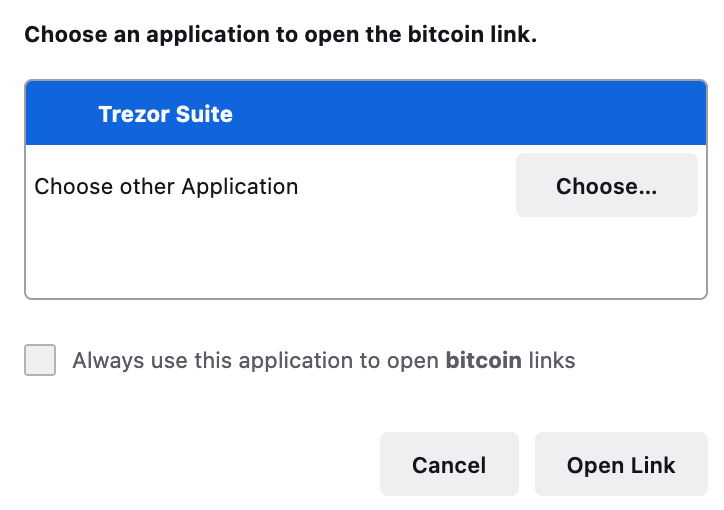 Choose an application to open the bitcoin link.
Trezor Suite
Choose other Application
Choose...
Always use this application to open bitcoin links
Cancel
Open Link